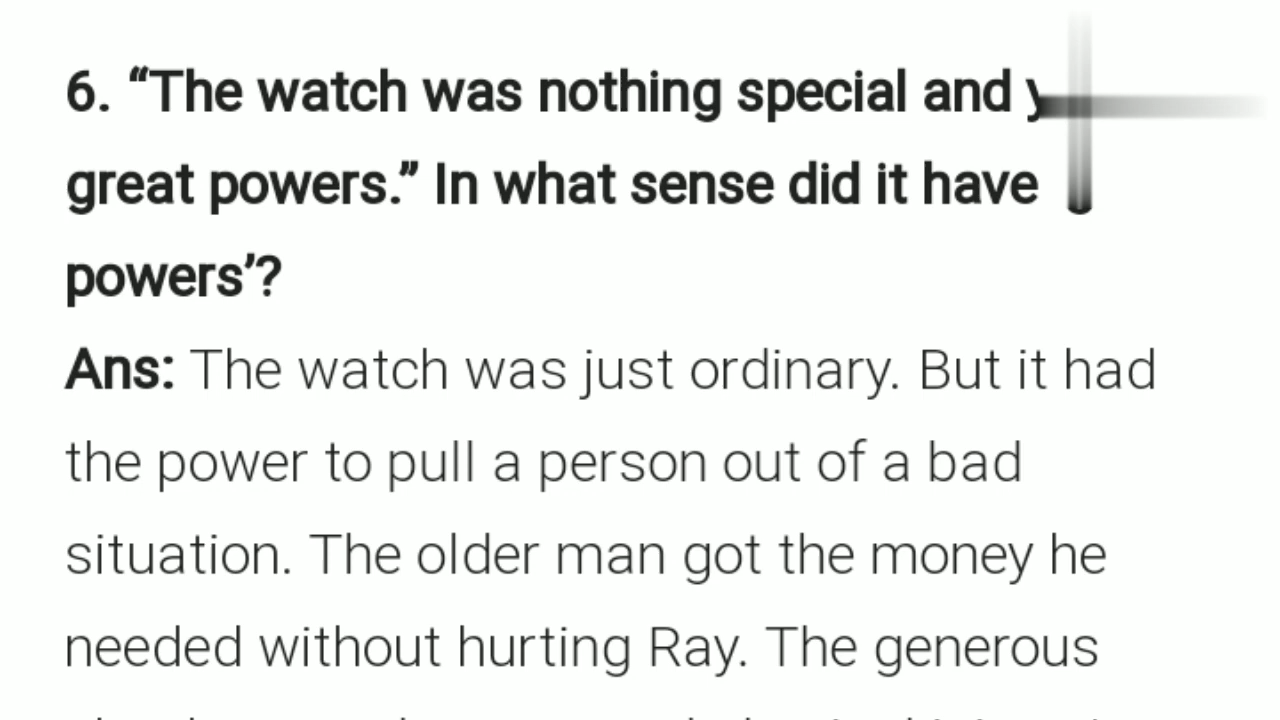 6. “The watch was nothing special and
great powers.” In what sense did it have
powers’?
Ans: The watch was just ordinary. But it had
the power to pull a person out of a bad
situation. The older man got the money he
needed without hurting Ray. The generous